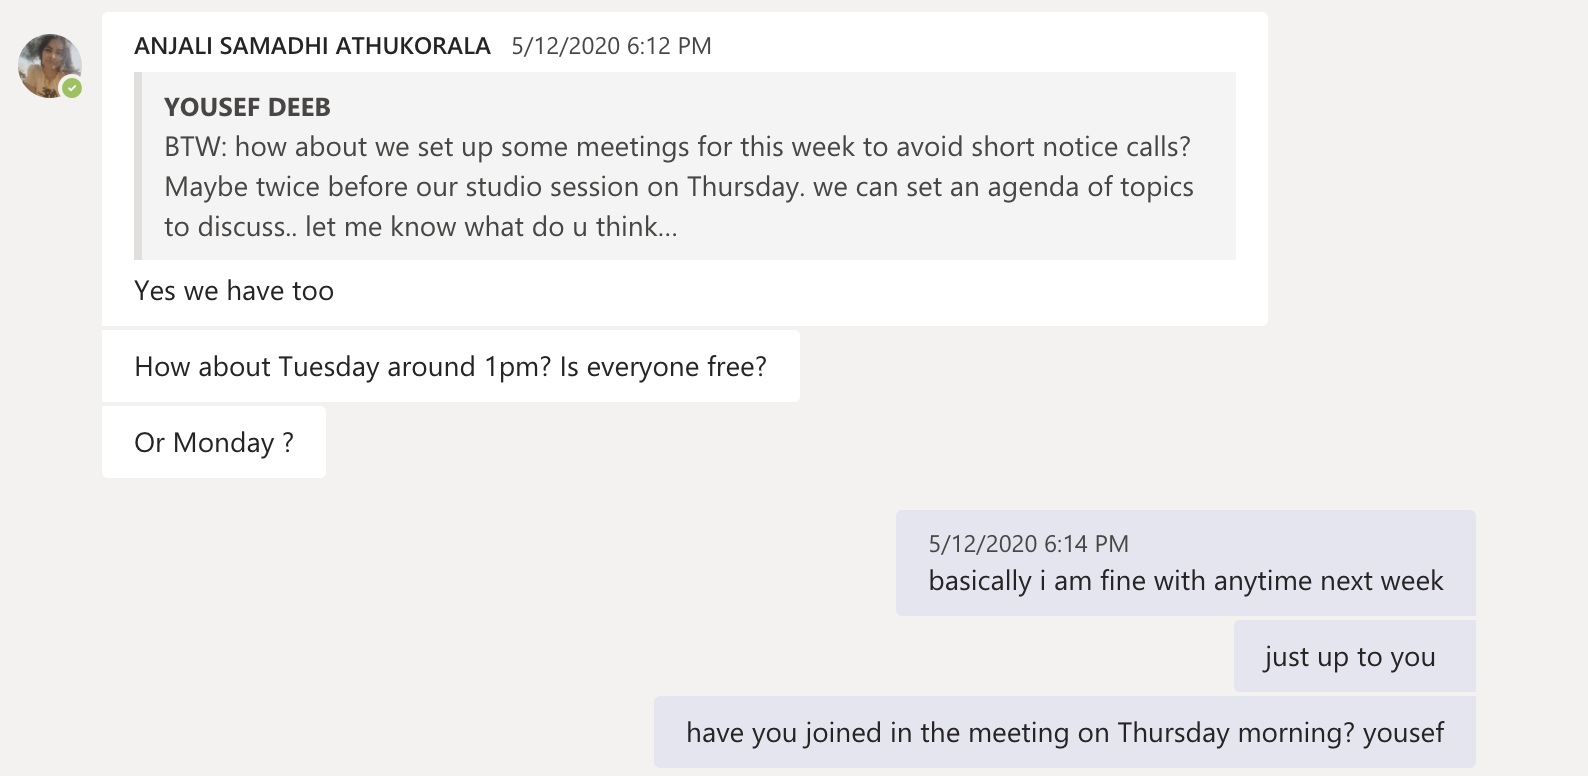 ANJALI SAMADHI ATHUKORALA 5/12/2020 6:12 PM
YOUSEF DEEB
BTW: how about we set up some meetings for this week to avoid short notice calls?
Maybe twice before our studio session on Thursday. we can set an agenda of topics
to discuss.. let me know what do u think...
Yes we have too
How about Tuesday around 1pm? Is everyone free?
Or Monday ?
5/12/2020 6:14 PM
basically i am fine with anytime next week
just up to you
have you joined in the meeting on Thursday morning? yousef